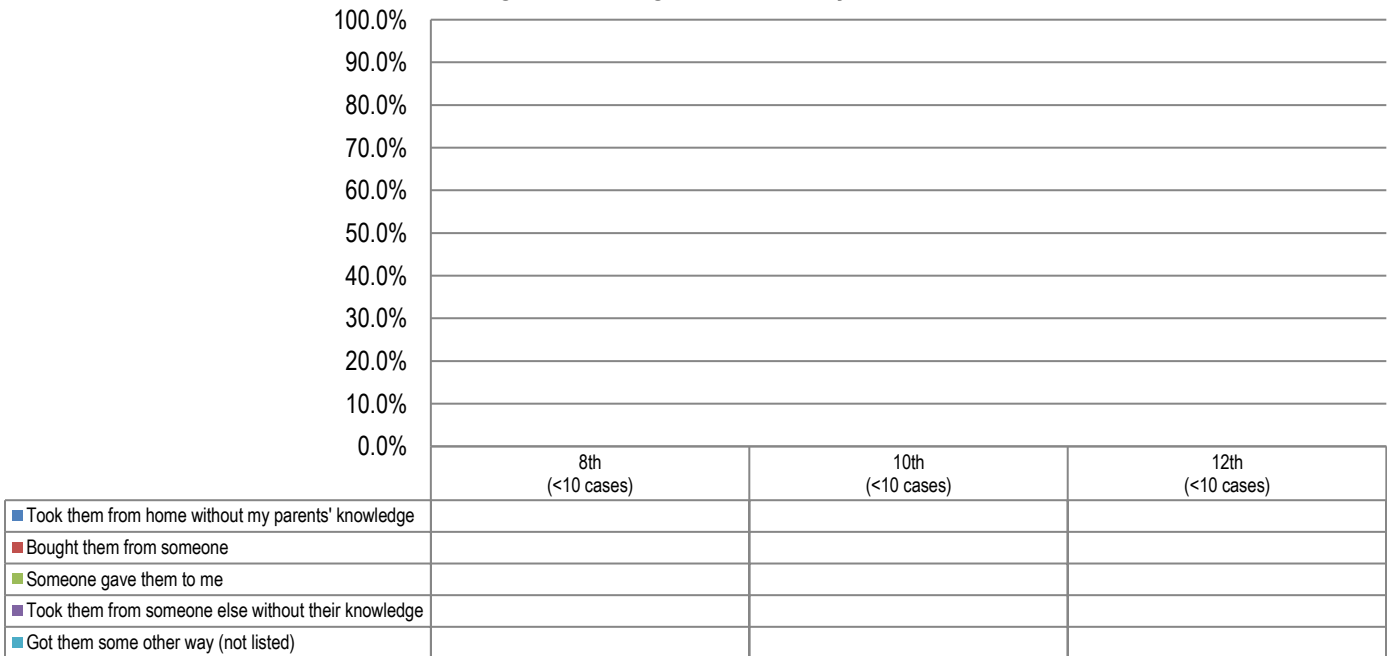 100.0%
90.0%
80.0%
70.0%
60.0%
50.0%
40.0%
30.0%
20.0%
10.0%
0.0%
8th 10th 12th
(<10 cases) (<10 cases) (<10 cases)
Took them from home without my parents' knowledge
Bought them from someone
Someone gave them to me
Took them from someone else without their knowledge
Got them some other way (not listed)